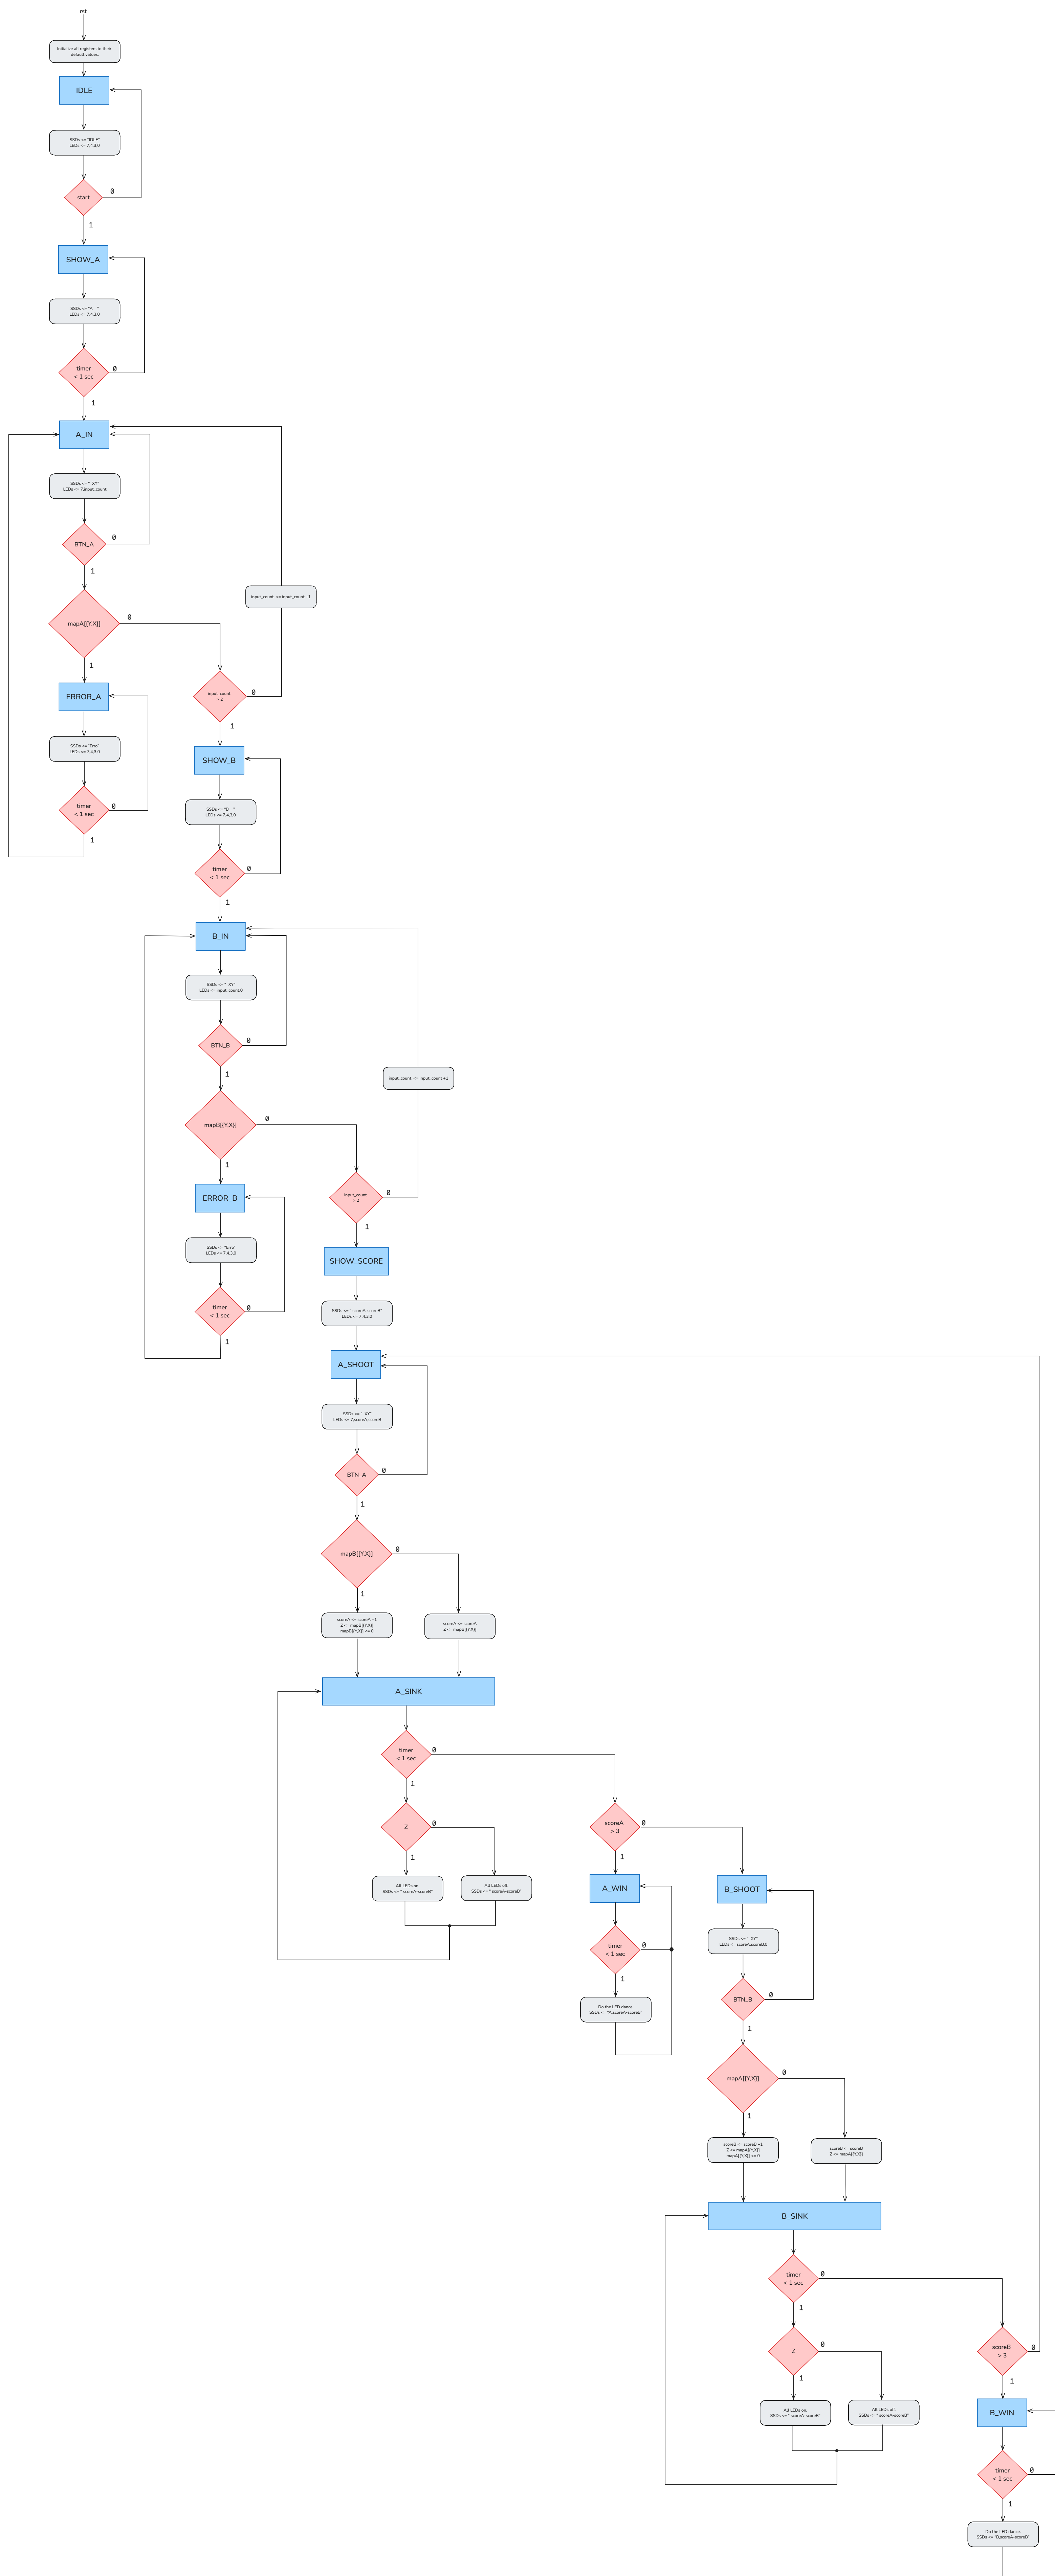 rst
Initialize all registers to their
default values.
IDLE
SSDs <= "IDLE"
LEDs <= 7,4,3,0
start
0
1
SHOW_A
SSDs <= "A    "
LEDs <= 7,4,3,0
timer
< 1 sec
0
1
A_IN
SSDs <= "  XY"
LEDs <= 7,input_count
BTN_A
0
1
input_count  <= input_count +1
mapA[{Y,X}]
0
1
ERROR_A
input_count
> 2
0
1
SSDs <= "Erro"
LEDs <= 7,4,3,0
SHOW_B
timer
< 1 sec
0
1
SSDs <= "B    "
LEDs <= 7,4,3,0
timer
< 1 sec
0
1
B_IN
SSDs <= "  XY"
LEDs <= input_count,0
BTN_B
0
1
input_count  <= input_count +1
mapB[{Y,X}]
0
1
ERROR_B
input_count
> 2
0
1
SSDs <= "Erro"
LEDs <= 7,4,3,0
SHOW_SCORE
timer
< 1 sec
0
1
SSDs <= " scoreA-scoreB"
LEDs <= 7,4,3,0
A_SHOOT
SSDs <= "  XY"
LEDs <= 7,scoreA,scoreB
BTN_A
0
1
mapB[{Y,X}]
0
1
scoreA <= scoreA +1
Z <= mapB[{Y,X}]
mapB[{Y,X}] <= 0
scoreA <= scoreA
Z <= mapB[{Y,X}]
A_SINK
timer
< 1 sec
0
1
Z
0
1
All LEDs on.
SSDs <= " scoreA-scoreB"
All LEDs off.
SSDs <= " scoreA-scoreB"
scoreA
> 3
0
1
A_WIN
timer
< 1 sec
0
1
Do the LED dance.
SSDs <= "A,scoreA-scoreB"
B_SHOOT
SSDs <= "  XY"
LEDs <= scoreA,scoreB,0
BTN_B
0
1
mapA[{Y,X}]
0
1
scoreB <= scoreB +1
Z <= mapA[{Y,X}]
mapA[{Y,X}] <= 0
scoreB <= scoreB
Z <= mapA[{Y,X}]
B_SINK
timer
< 1 sec
0
1
Z
0
1
All LEDs on.
SSDs <= " scoreA-scoreB"
All LEDs off.
SSDs <= " scoreA-scoreB"
scoreB
> 3
0
1
B_WIN
timer
< 1 sec
0
1
Do the LED dance.
SSDs <= "B,scoreA-scoreB"